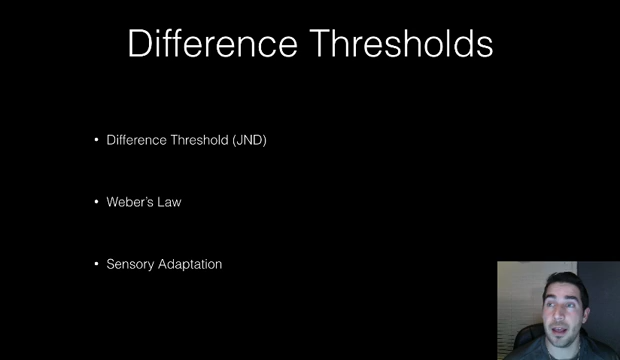 Difference Thresholds
• Difference Threshold (JND)
• Weber's Law
• Sensory Adaptation